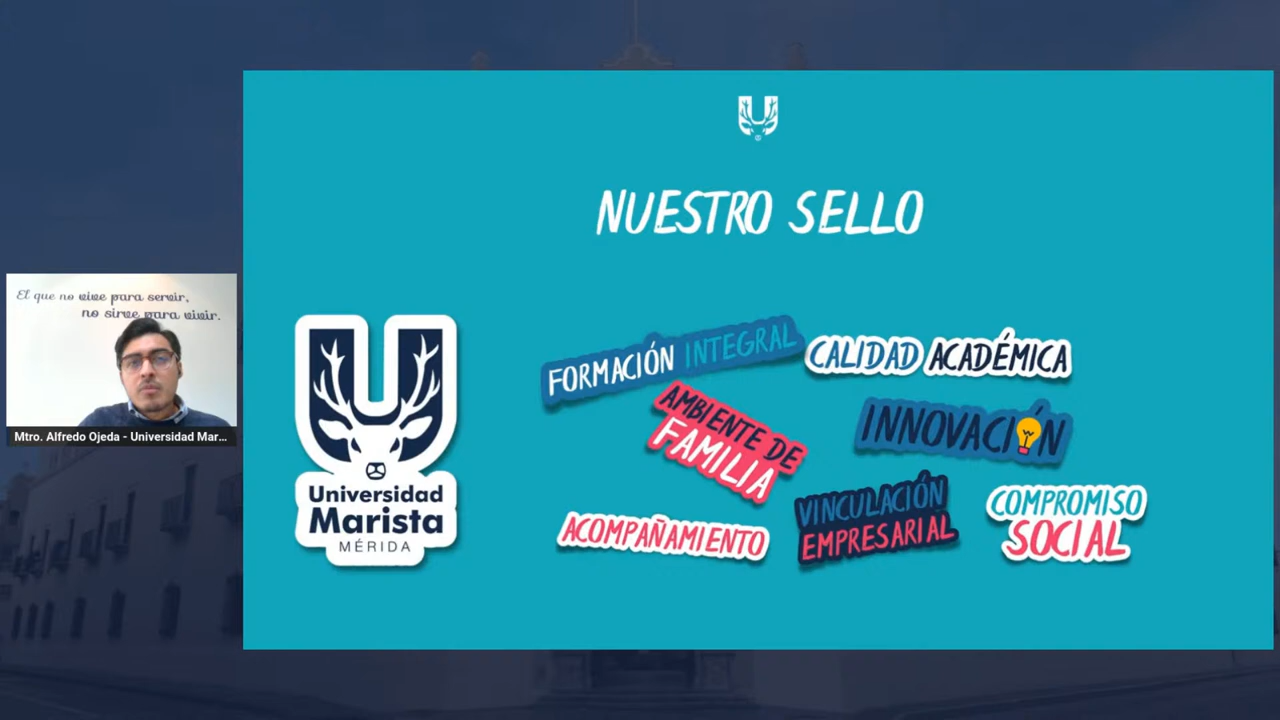 U
NUESTRO SELLO
El que no vive para servir,
no sirve para vivir.
Mtro. Alfredo Ojeda - Universidad Mar...
U
Universidad
Marista
MÉRIDA
FORMACIÓN INTEGRAL
CALIDAD ACADÉMICA
AMBIENTE DE
FAMILIA
INNOVACIÓN
ACOMPAÑAMIENTO
VINCULACIÓN
EMPRESARIAL
COMPROMISO
SOCIAL